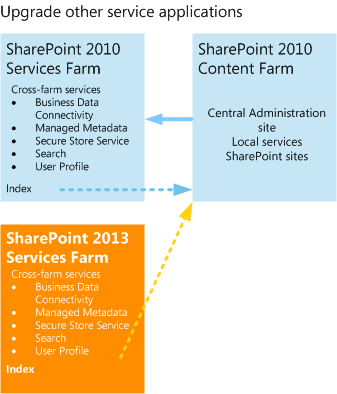 Upgrade other service applications
SharePoint 2010
Services Farm
Cross-farm services
• Business Data
Connectivity
• Managed Metadata
• Secure Store Service
• Search
• User Profile
Index
SharePoint 2010
Content Farm
Central Administration
site
Local services
SharePoint sites
SharePoint 2013
Services Farm
Cross-farm services
• Business Data
Connectivity
• Managed Metadata
• Secure Store Service
• Search
• User Profile
Index